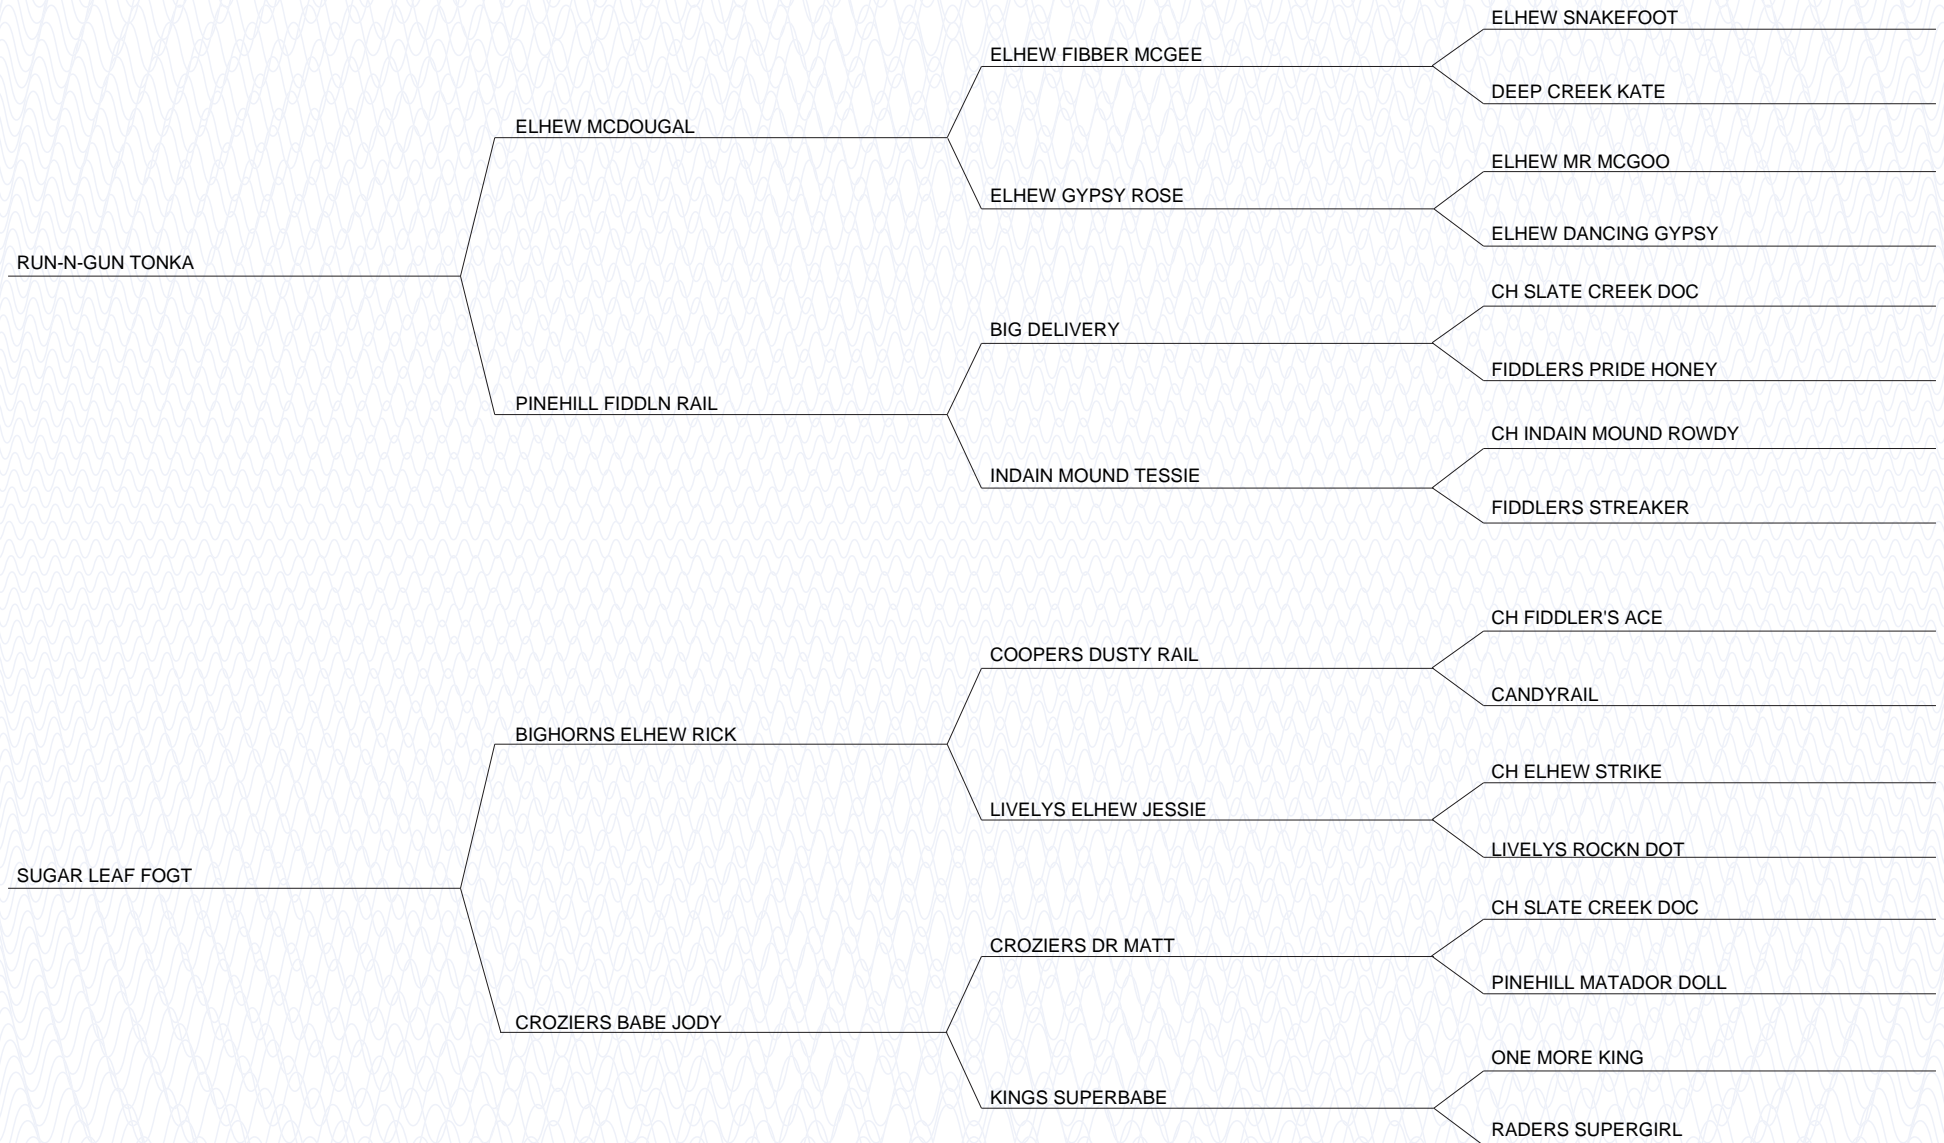 ELHEW SNAKEFOOT
ELHEW FIBBER MCGEE
DEEP CREEK KATE
ELHEW MCDOUGAL
ELHEW MR MCGOO
ELHEW GYPSY ROSE
ELHEW DANCING GYPSY
RUN-N-GUN TONKA
CH SLATE CREEK DOC
BIG DELIVERY
FIDDLERS PRIDE HONEY
PINEHILL FIDDLN RAIL
CH INDAIN MOUND ROWDY
INDAIN MOUND TESSIE
FIDDLERS STREAKER
CH FIDDLER'S ACE
COOPERS DUSTY RAIL
CANDYRAIL
BIGHORNS ELHEW RICK
CH ELHEW STRIKE
LIVELYS ELHEW JESSIE
LIVELYS ROCKN DOT
SUGAR LEAF FOGT
CH SLATE CREEK DOC
CROZIERS DR MATT
PINEHILL MATADOR DOLL
CROZIERS BABE JODY
ONE MORE KING
KINGS SUPERBABE
RADERS SUPERGIRL